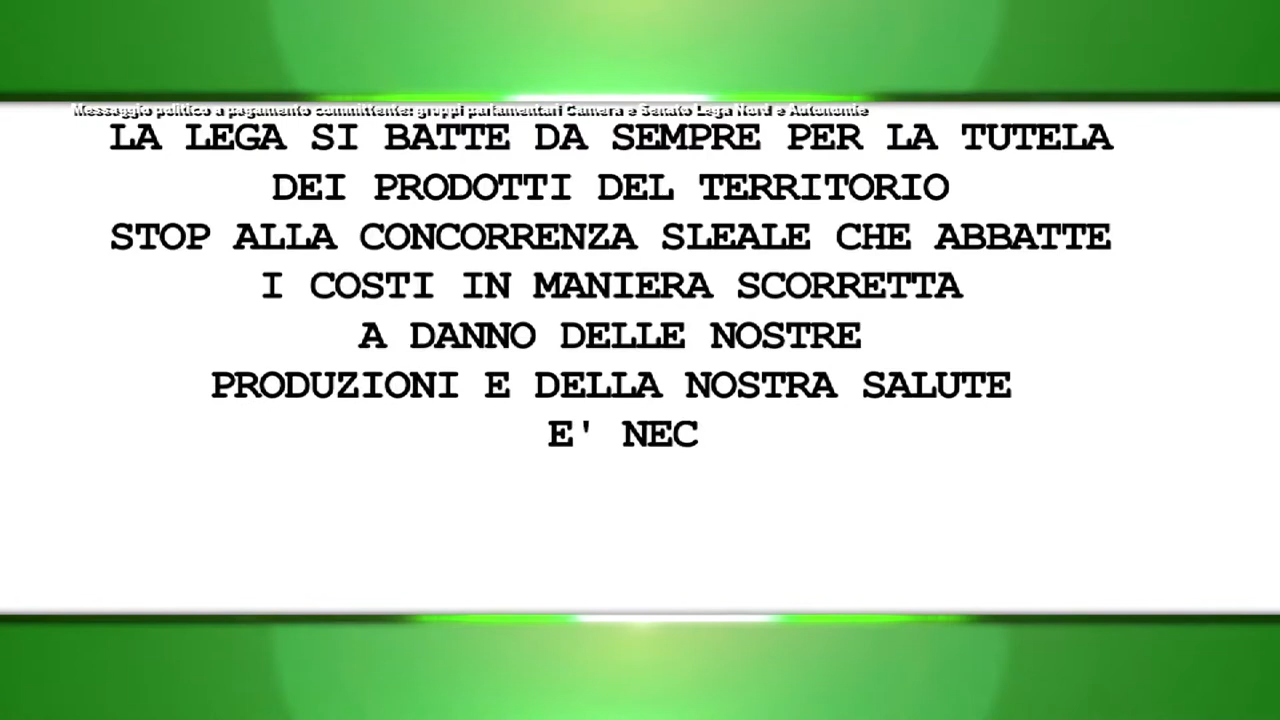 Messaggio politico a pagamento committente: gruppi parlamentari Camera e Senato Lega Nord e Autonomie
LA LEGA SI BATTE DA SEMPRE PER LA TUTELA
DEI PRODOTTI DEL TERRITORIO
STOP ALLA CONCORRENZA SLEALE CHE ABBATTE
I COSTI IN MANIERA SCORRETTA
A DANNO DELLE NOSTRE
PRODUZIONI E DELLA NOSTRA SALUTE
E' NEC